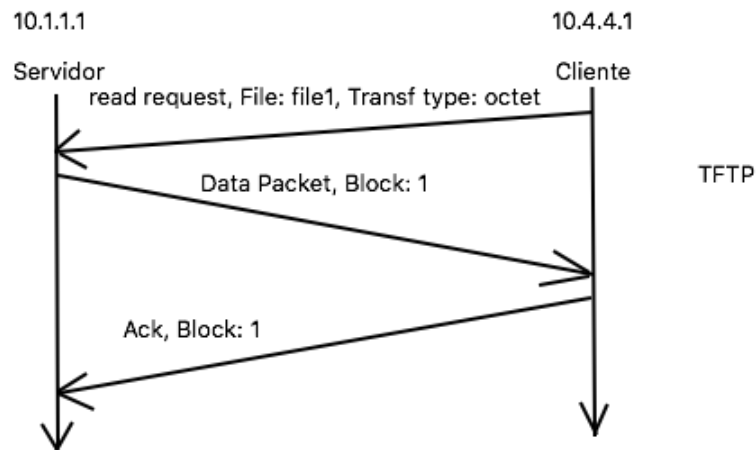 10.1.1.1
10.4.4.1
Servidor
Cliente
read request, File: file1, Transf type: octet
TFTP
Data Packet, Block: 1
Ack, Block: 1